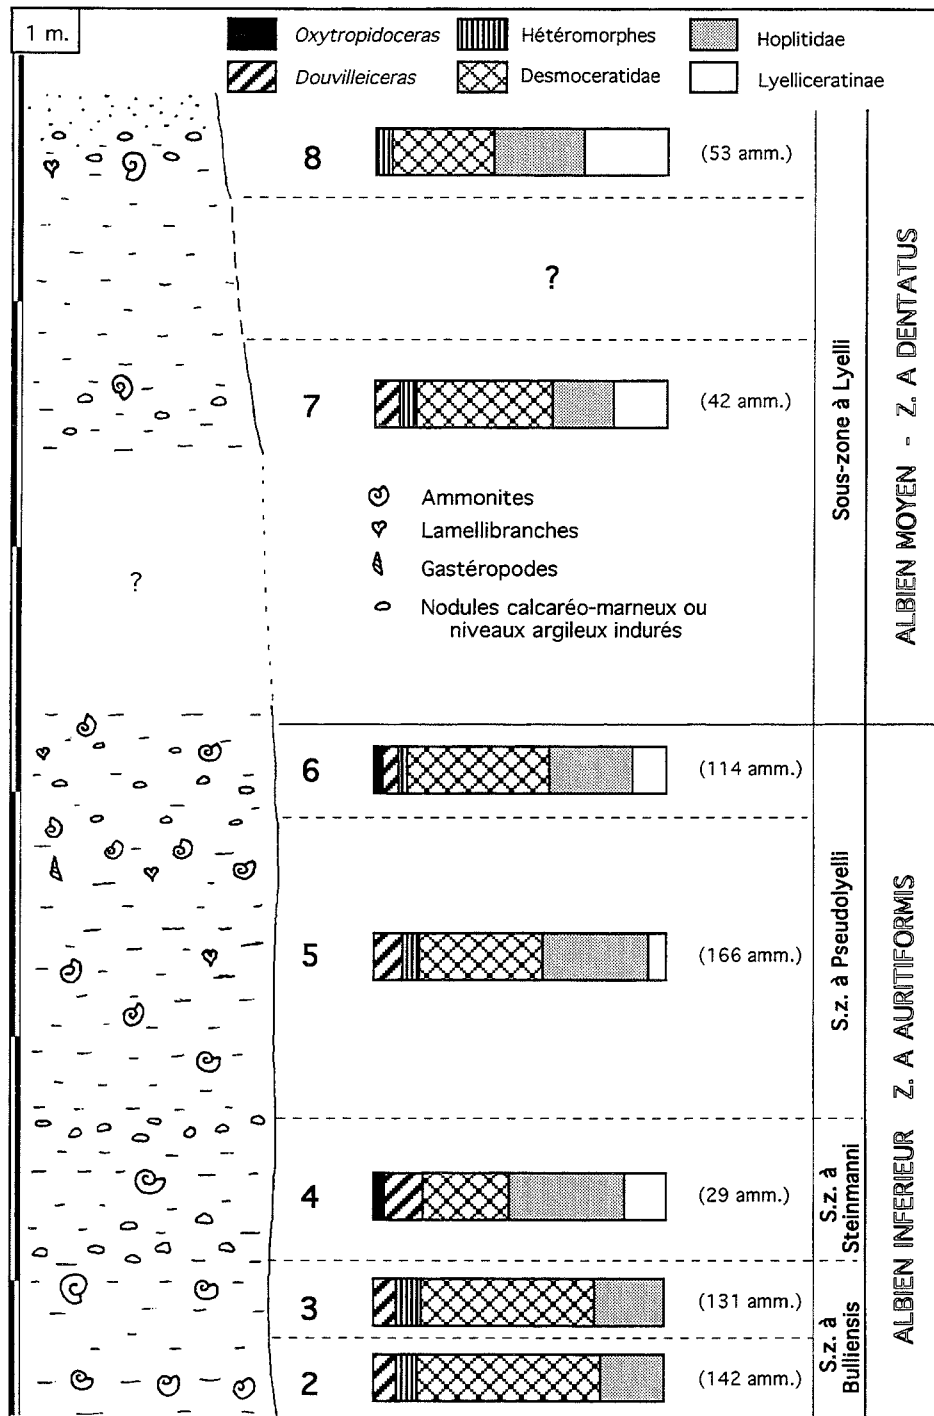 1 m.
Oxytropidoceras
Hétéromorphes
Hoplitidae
Douvilleiceras
Desmoceratidae
Lyelliceratinae
8
(53 amm.)
?
7
(42 amm.)
Ammonites
Lamellibranches
Gastéropodes
Nodules calcaréo-marneux ou
niveaux argileux indurés
?
6
(114 amm.)
5
(166 amm.)
4
(29 amm.)
3
(131 amm.)
2
(142 amm.)
Sous-zone à Lyelli
S.z. à Pseudolyelli
S.z. à
Steinmanni
S.z. à
Bulliensis
ALBIEN MOYEN - Z. A DENTATUS
ALBIEN INFERIEUR Z. A AURITIFORMIS